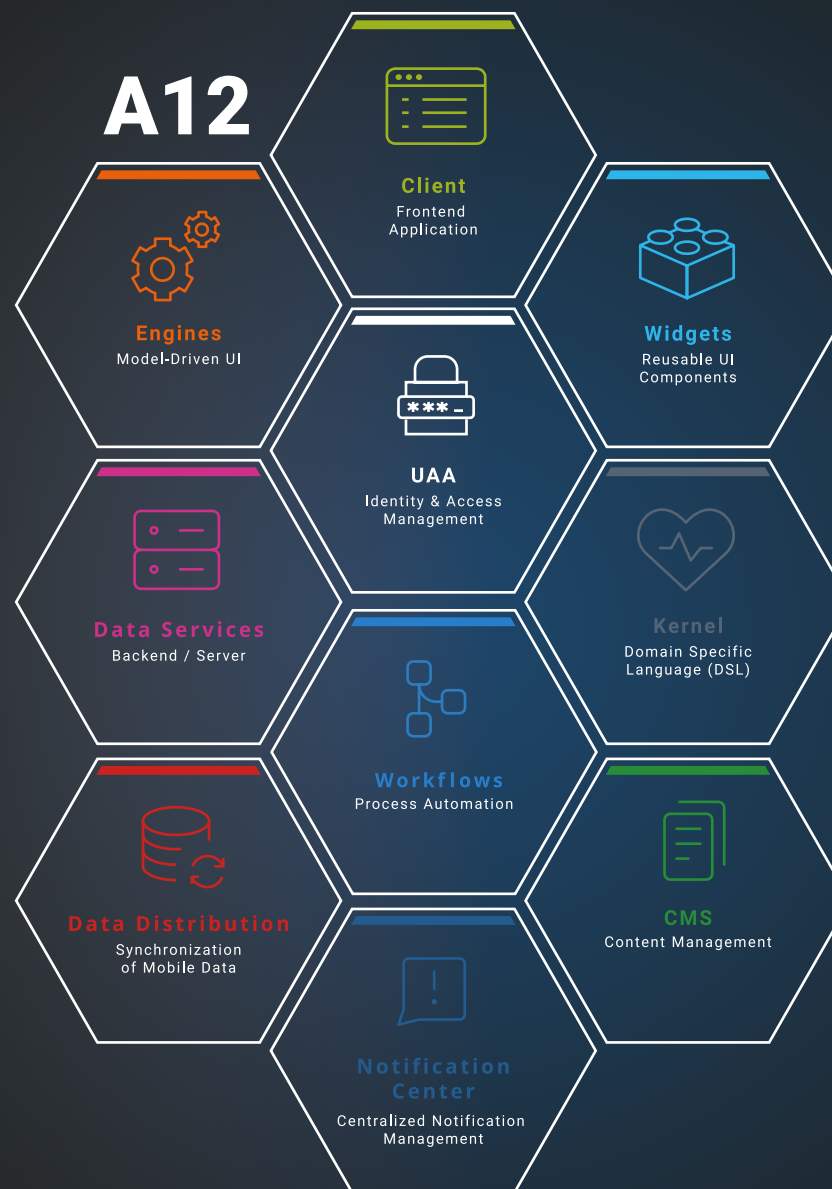 A12
Client
Frontend
Application
Engines
Model-Driven UI
Widgets
Reusable UI
Components
***_
UAA
Identity & Access
Management
Data Services
Backend / Server
Kernel
Domain Specific
Language (DSL)
Workflows
Process Automation
Data Distribution
Synchronization
of Mobile Data
CMS
Content Management
!
Notification
Center
Centralized Notification
Management